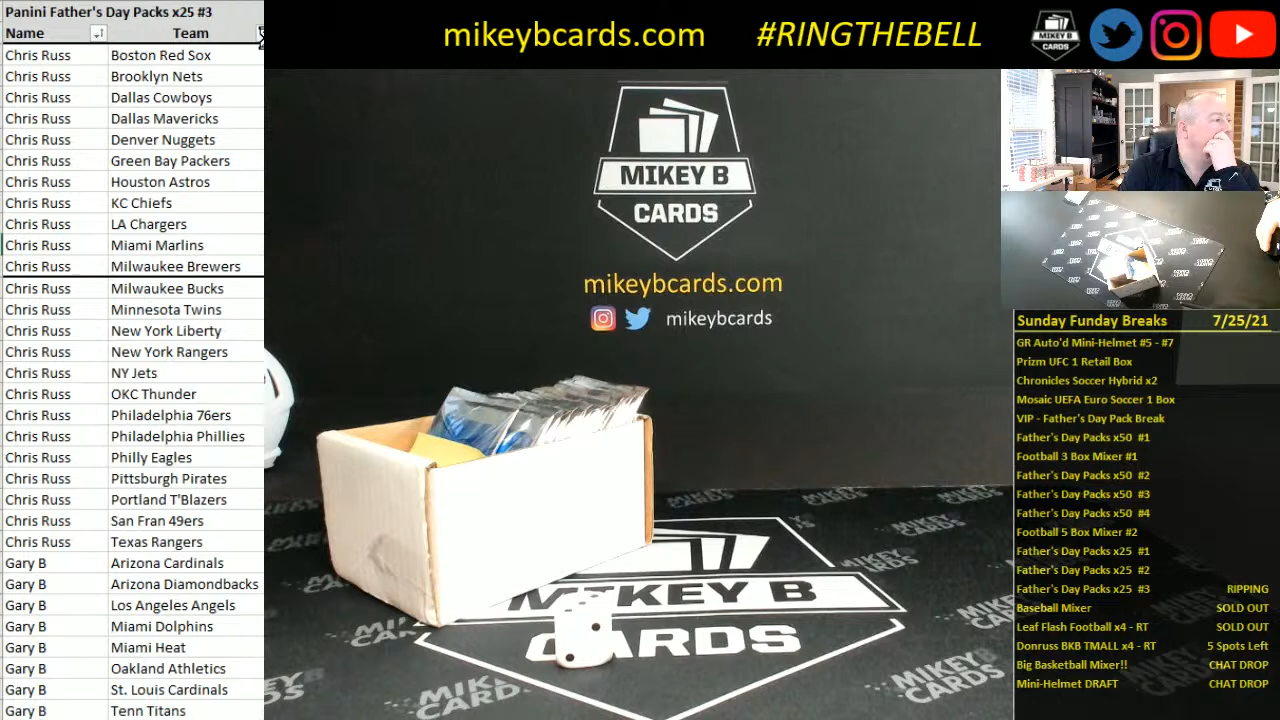 Panini Father's Day Packs x25 #3
Name Team
Chris Russ Boston Red Sox
Chris Russ Brooklyn Nets
Chris Russ Dallas Cowboys
Chris Russ Dallas Mavericks
Chris Russ Denver Nuggets
Chris Russ Green Bay Packers
Chris Russ Houston Astros
Chris Russ KC Chiefs
Chris Russ LA Chargers
Chris Russ Miami Marlins
Chris Russ Milwaukee Brewers
Chris Russ Milwaukee Bucks
Chris Russ Minnesota Twins
Chris Russ New York Liberty
Chris Russ New York Rangers
Chris Russ NY Jets
Chris Russ OKC Thunder
Chris Russ Philadelphia 76ers
Chris Russ Philadelphia Phillies
Chris Russ Philly Eagles
Chris Russ Pittsburgh Pirates
Chris Russ Portland T'Blazers
Chris Russ San Fran 49ers
Chris Russ Texas Rangers
Gary B Arizona Cardinals
Gary B Arizona Diamondbacks
Gary B Los Angeles Angels
Gary B Miami Dolphins
Gary B Miami Heat
Gary B Oakland Athletics
Gary B St. Louis Cardinals
Gary B Tenn Titans
mikeybcards.com #RINGTHEBELL
MIKEY B
CARDS
MIKEY B
CARDS
mikeybcards.com
mikeybcards
MIKEY B
CARDS
Sunday Funday Breaks 7/25/21
GR Auto'd Mini-Helmet #5 - #7
Prizm UFC 1 Retail Box
Chronicles Soccer Hybrid x2
Mosaic UEFA Euro Soccer 1 Box
VIP - Father's Day Pack Break
Father's Day Packs x50 #1
Football 3 Box Mixer #1
Father's Day Packs x50 #2
Father's Day Packs x50 #3
Father's Day Packs x50 #4
Football 5 Box Mixer #2
Father's Day Packs x25 #1
Father's Day Packs x25 #2
Father's Day Packs x25 #3 RIPPING
Baseball Mixer SOLD OUT
Leaf Flash Football x4 - RT SOLD OUT
Donruss BKB TMALL x4 - RT 5 Spots Left
Big Basketball Mixer!! CHAT DROP
Mini-Helmet DRAFT CHAT DROP